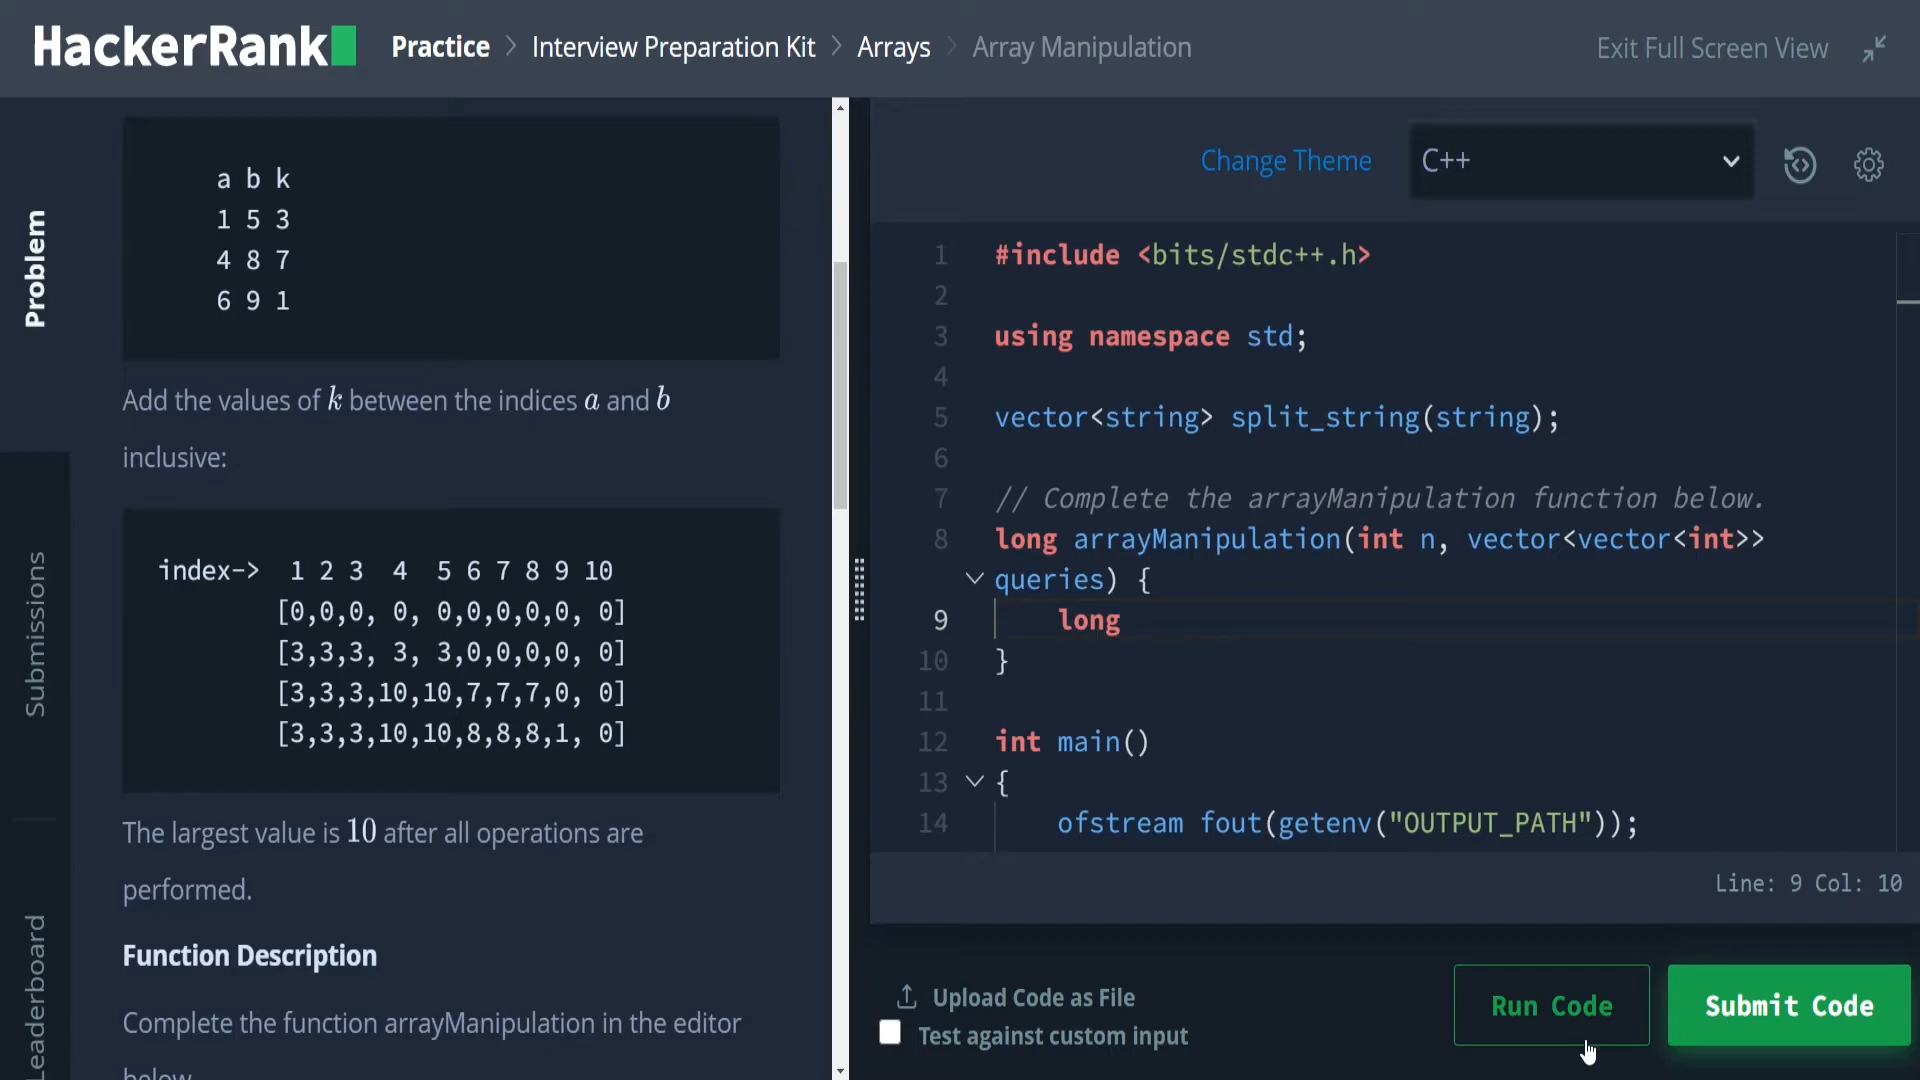 HackerRank
Practice > Interview Preparation Kit > Arrays > Array Manipulation
Exit Full Screen View
Problem
Submissions
Leaderboard
a b k
1 5 3
4 8 7
6 9 1
Add the values of k between the indices a and b
inclusive:
index-> 1 2 3 4 5 6 7 8 9 10
[0,0,0, 0, 0,0,0,0,0, 0]
[3,3,3, 3, 3,0,0,0,0, 0]
[3,3,3,10,10,7,7,7,0, 0]
[3,3,3,10,10,8,8,8,1, 0]
The largest value is 10 after all operations are
performed.
Function Description
Complete the function arrayManipulation in the editor
below
Change Theme
C++
1 #include <bits/stdc++.h>
2
3 using namespace std;
4
5 vector<string> split_string(string);
6
7 // Complete the arrayManipulation function below.
8 long arrayManipulation(int n, vector<vector<int>>
queries) {
9 long
10 }
11
12 int main()
13 {
14 ofstream fout(getenv("OUTPUT_PATH"));
Line: 9 Col: 10
Upload Code as File
Test against custom input
Run Code
Submit Code